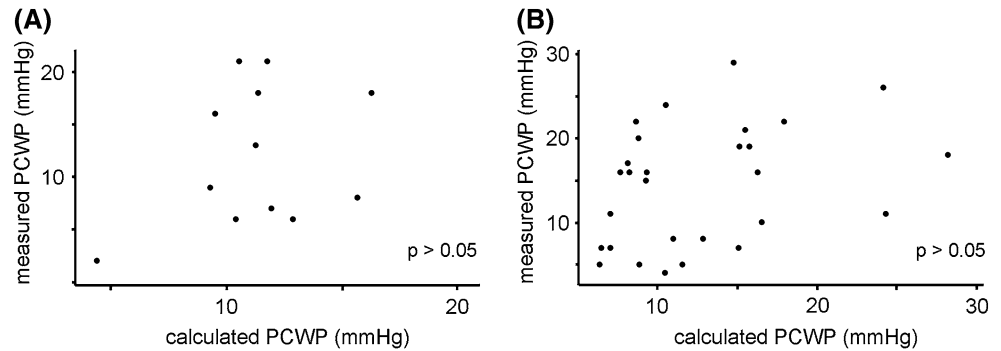 (A)
measured PCWP (mmHg)
20
10
p > 0.05
10
20
calculated PCWP (mmHg)
(B)
measured PCWP (mmHg)
30
20
10
p > 0.05
10
20
30
calculated PCWP (mmHg)